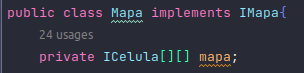 public class Mapa implements IMapa{
24 usages
private ICelula[][] mapa;